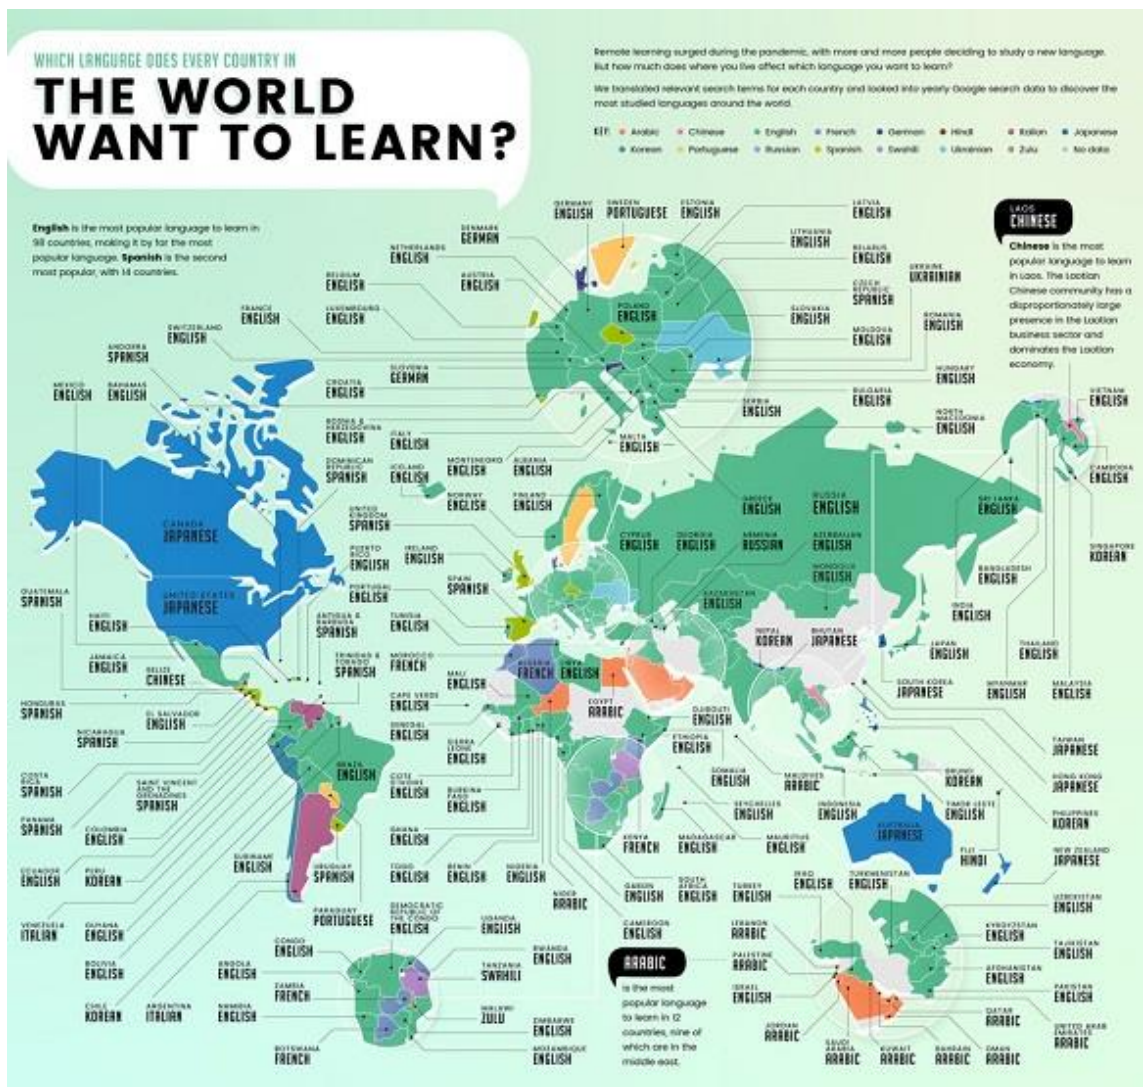 WHICH LANGUAGE DOES EVERY COUNTRY IN
THE WORLD
WANT TO LEARN?
Remote learning surged during the pandemic, with more and more people deciding to study a new language.
But how much does where you live affect which language you want to learn?
We translated relevant search terms for each country and looked into yearly Google search data to discover the
most studied languages around the world.
KEY: Arabic Chinese English French German Hindi Italian Japanese
Korean Portuguese Russian Spanish Swahili Ukrainian Zulu No data
English is the most popular language to learn in
98 countries, making it by far the most
popular language. Spanish is the second
most popular, with 14 countries.
LAOS
CHINESE
Chinese is the most
popular language to learn
in Laos. The Laotian
Chinese community has a
disproportionately large
presence in the Laotian
business sector and
dominates the Laotian
economy.
GERMANY
ENGLISH
SWEDEN
PORTUGUESE
ESTONIA
ENGLISH
LATVIA
ENGLISH
DENMARK
GERMAN
LITHUANIA
ENGLISH
NETHERLANDS
ENGLISH
BELARUS
ENGLISH
UKRAINE
UKRAINIAN
BELGIUM
ENGLISH
AUSTRIA
ENGLISH
CZECH
REPUBLIC
SPANISH
FRANCE
ENGLISH
LUXEMBOURG
ENGLISH
POLAND
ENGLISH
SLOVAKIA
ENGLISH
ROMANIA
ENGLISH
SWITZERLAND
ENGLISH
MOLDOVA
ENGLISH
ANDORRA
SPANISH
SLOVENIA
GERMAN
HUNGARY
ENGLISH
MEXICO
ENGLISH
BAHAMAS
ENGLISH
CROATIA
ENGLISH
SERBIA
ENGLISH
BULGARIA
ENGLISH
VIETNAM
ENGLISH
BOSNIA &
HERZEGOVINA
ENGLISH
ITALY
ENGLISH
MALTA
ENGLISH
NORTH
MACEDONIA
ENGLISH
DOMINICAN
REPUBLIC
SPANISH
ICELAND
ENGLISH
MONTENEGRO
ENGLISH
ALBANIA
ENGLISH
CAMBODIA
ENGLISH
NORWAY
ENGLISH
FINLAND
ENGLISH
GREECE
ENGLISH
RUSSIA
ENGLISH
SRI LANKA
ENGLISH
CANADA
JAPANESE
UNITED
KINGDOM
SPANISH
CYPRUS
ENGLISH
GEORGIA
ENGLISH
ARMENIA
RUSSIAN
AZERBAIJAN
ENGLISH
SINGAPORE
KOREAN
PUERTO
RICO
ENGLISH
IRELAND
ENGLISH
MONGOLIA
ENGLISH
BANGLADESH
ENGLISH
GUATEMALA
SPANISH
UNITED STATES
JAPANESE
PORTUGAL
ENGLISH
SPAIN
SPANISH
KAZAKHSTAN
ENGLISH
INDIA
ENGLISH
HAITI
ENGLISH
ANTIGUA &
BARBUDA
SPANISH
TUNISIA
ENGLISH
NEPAL
KOREAN
BHUTAN
JAPANESE
JAPAN
ENGLISH
THAILAND
ENGLISH
JAMAICA
ENGLISH
BELIZE
CHINESE
TRINIDAD &
TOBAGO
SPANISH
MOROCCO
FRENCH
ALGERIA
FRENCH
LIBYA
ENGLISH
SOUTH KOREA
JAPANESE
MYANMAR
ENGLISH
MALAYSIA
ENGLISH
HONDURAS
SPANISH
EL SALVADOR
ENGLISH
MALI
ENGLISH
CAPE VERDE
ENGLISH
EGYPT
ARABIC
DJIBOUTI
ENGLISH
NICARAGUA
SPANISH
SENEGAL
ENGLISH
SIERRA
LEONE
ENGLISH
ETHIOPIA
ENGLISH
TAIWAN
JAPANESE
COSTA
RICA
SPANISH
SAINT VINCENT
AND THE
GRENADINES
SPANISH
BRAZIL
ENGLISH
COTE
D'IVOIRE
ENGLISH
BURKINA
FASO
ENGLISH
SOMALIA
ENGLISH
MALDIVES
ARABIC
BRUNEI
KOREAN
HONG KONG
JAPANESE
PANAMA
SPANISH
COLOMBIA
ENGLISH
GHANA
ENGLISH
SEYCHELLES
ENGLISH
INDONESIA
ENGLISH
TIMOR LESTE
ENGLISH
PHILIPPINES
KOREAN
AUSTRALIA
JAPANESE
KENYA
FRENCH
MADAGASCAR
ENGLISH
MAURITIUS
ENGLISH
FIJI
HINDI
NEW ZEALAND
JAPANESE
ECUADOR
ENGLISH
PERU
KOREAN
SURINAME
ENGLISH
URUGUAY
SPANISH
TOGO
ENGLISH
BENIN
ENGLISH
NIGERIA
ENGLISH
NIGER
ARABIC
GABON
ENGLISH
SOUTH
AFRICA
ENGLISH
TURKEY
ENGLISH
IRAQ
ENGLISH
TURKMENISTAN
ENGLISH
UZBEKISTAN
ENGLISH
VENEZUELA
ITALIAN
GUYANA
ENGLISH
PARAGUAY
PORTUGUESE
DEMOCRATIC
REPUBLIC OF
THE CONGO
ENGLISH
UGANDA
ENGLISH
CAMEROON
ENGLISH
LEBANON
ARABIC
KYRGYZSTAN
ENGLISH
BOLIVIA
ENGLISH
CONGO
ENGLISH
ANGOLA
ENGLISH
RWANDA
ENGLISH
TANZANIA
SWAHILI
PALESTINE
ARABIC
TAJIKISTAN
ENGLISH
AFGHANISTAN
ENGLISH
ZAMBIA
FRENCH
ISRAEL
ENGLISH
PAKISTAN
ENGLISH
CHILE
KOREAN
ARGENTINA
ITALIAN
NAMIBIA
ENGLISH
MALAWI
ZULU
ZIMBABWE
ENGLISH
JORDAN
ARABIC
QATAR
ARABIC
UNITED ARAB
EMIRATES
ARABIC
BOTSWANA
FRENCH
MOZAMBIQUE
ENGLISH
SAUDI
ARABIA
ARABIC
KUWAIT
ARABIC
BAHRAIN
ARABIC
OMAN
ARABIC
ARABIC
is the most
popular language
to learn in 12
countries, nine of
which are in the
middle east.